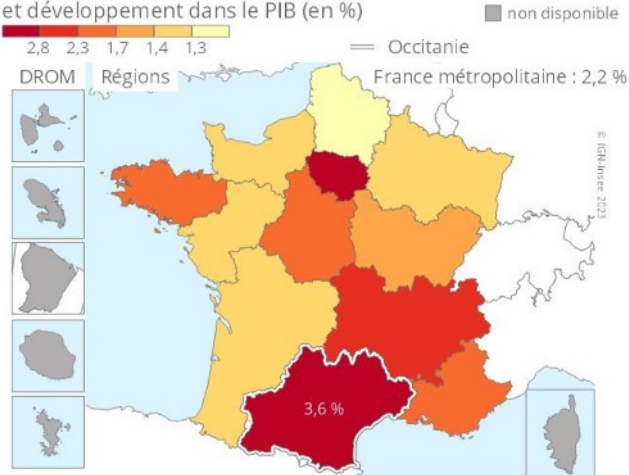 et développement dans le PIB (en %)
non disponible
2,8 2,3 1,7 1,4 1,3
Occitanie
DROM Régions
France métropolitaine : 2,2 %
© IGN-Insee 2023
3,6 %